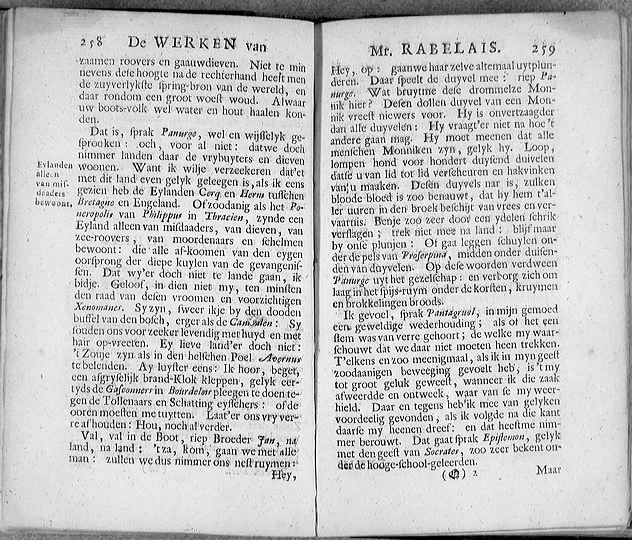 258 De WERKEN van
zaamen roovers en gaauwdieven. Niet te min
nevens dese hoogte na de rechterhand heeft men
de zuyverlykste spring-bron van de wereld, en
daar rondom een groot woest woud. Alwaar
uw boots-volk wel water en hout haalen kon-
den.
Dat is, sprak Panurge, wel en wijsselyk ge-
sprooken: och, voor al niet: datwe doch
nimmer landen daar de vrybuyters en dieven
woonen. Want ik wilje verzeekeren dat'et
met dit land even gelyk geleegen is, als ik eens
gezien heb de Eylanden Cerq en Herm tusschen
Bretagne en Engeland. Of zoodanig als het Po-
neropolis van Philippus in Thracien, zynde een
Eyland alleen van misdaaders, van dieven, van
zee-roovers, van moordenaars en schelmen
bewoont: die alle af-koomen van den eygen
oorsprong der diepe kuylen van de gevangenis-
sen. Dat wy'er doch niet te lande gaan, ik
bidje. Geloof, in dien niet my, ten minsten
den raad van desen vroomen en voorzichtigen
Xenomanes. Sy zyn, sweer ikje by den dooden
buffel van den bosch, erger als de Canibalen: Sy
souden ons voor zeeker levendig met huyd en met
hair op-vreeten. Ey lieve land'er doch niet:
't Zouje zyn als in den helschen Poel Avernus
te belenden. Ay luyster eens: Ik hoor, beget,
een afgryselijk brand-Klok kleppen, gelyk eer-
tyds de Gasconners in Bourdelois pleegen te doen te-
gen de Tollenaars en Schatting eysschers: of de
ooren moesten me tuytten. Laat'er ons vry ver-
re af houden: Hou, noch al verder.
Val, val in de Boot, riep Broeder Jan, na
land, na land: 'tza, kom, gaan we met alle
man: zullen we dus nimmer ons nest ruymen:
Hey,
Eylanden
alleen
van mis-
daaders
bewoont,
Mr. RABELAIS. 259
Hey, op: gaanwe haar zelve altemaal uytplun-
deren. Daar speelt de duyvel mee: riep Pa-
nurge. Wat bruytme dese drommelze Mon-
nik hier? Desen dollen duyvel van een Mon-
nik vreest niewers voor. Hy is onvertzaagder
dan alle duyvelen: Hy vraagt'er niet na hoe 't
andere gaan mag. Hy moet meenen dat alle
menschen Monniken zyn, gelyk hy. Loop,
lompen hond voor hondert duysend duivelen
datse u van lid tot lid verscheuren en hakvinken
van ju maaken. Desen duyvels nar is, zulken
bloode bloed is zoo benauwt, dat hy hem t'al-
ler uuren in den broek beschijt van vrees en ver-
vaarnis. Benje zoo zeer door een ydelen schrik
verslagen; trek niet mee na land: blijf maar
by onse plunjen: Of gaa leggen schuylen on-
der de pels van Proserpina, midden onder duisen-
den van duyvelen. Op dese woorden verdween
Panurge uyt het gezelschap: en verborg zich om
laag in het spijs-ruym onder de korsten, kruymen
en brokkelingen broods.
Ik gevoel, sprak Pantagruel, in mijn gemoed
een geweldige wederhouding; als of het een
stem was van verre gehoort; de welke my waar-
schouwt dat we daar niet moeten heen trekken.
T'elkens en zoo meenigmaal, als ik in myn geest
zoodaanigen beweeging gevoelt heb, is 't my
tot groot geluk geweest, wanneer ik die zaak
afweerdde en ontweek, waar van se my weer-
hield. Daar en tegens heb'ik mee van gelyken
voordeelig gevonden, als ik volgde na die kant
daarse my heenen dreef: en dat heeftme nim-
mer berouwt. Dat gaat sprak Epistemon, gelyk
met den geest van Socrates, zoo zeer bekent on-
der de hooge-school-geleerden.
2 Maar